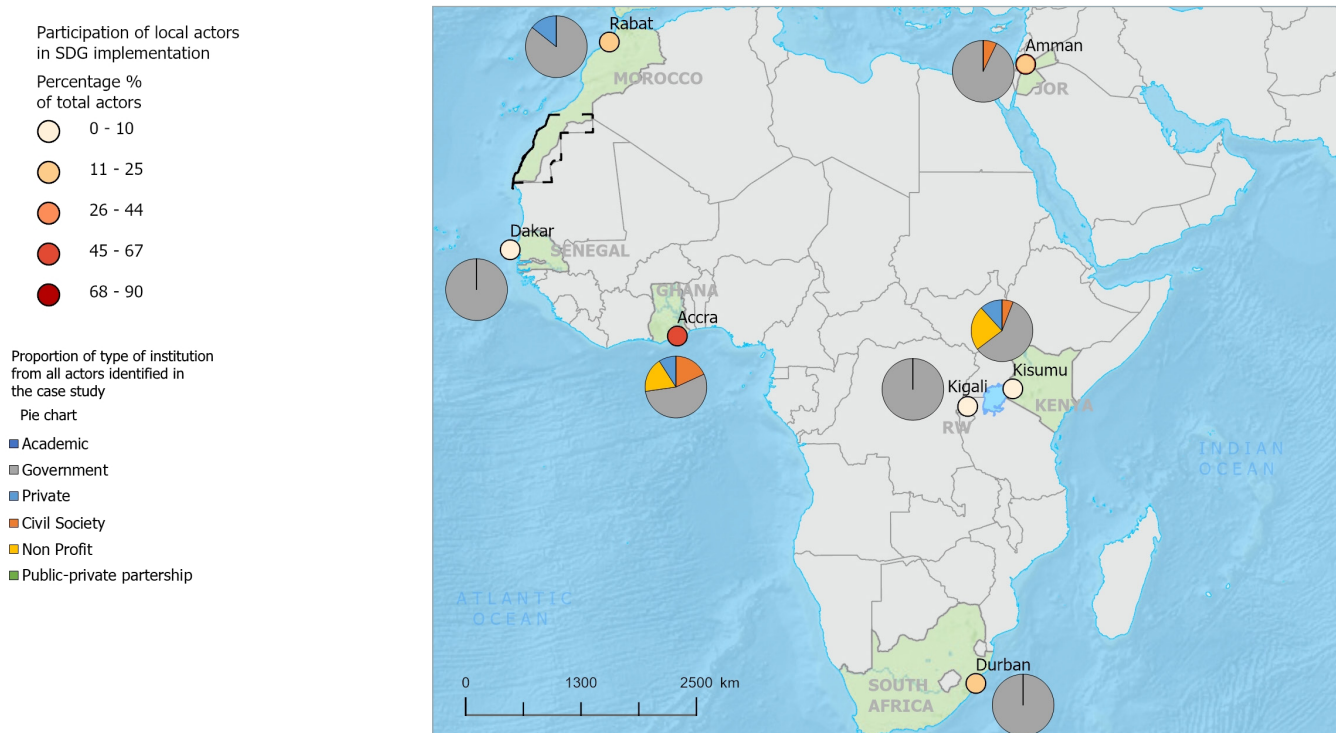 Participation of local actors
in SDG implementation
Percentage %
of total actors
0 - 10
11 - 25
26 - 44
45 - 67
68 - 90
Proportion of type of institution
from all actors identified in
the case study
Pie chart
Academic
Government
Private
Civil Society
Non Profit
Public-private partership
Rabat
MOROCCO
Amman
JOR
Dakar
SENEGAL
GHANA
Accra
Kisumu
Kigali
KENYA
RW
INDIAN
OCEAN
ATLANTIC
OCEAN
Durban
SOUTH
AFRICA
0 1300 2500 km